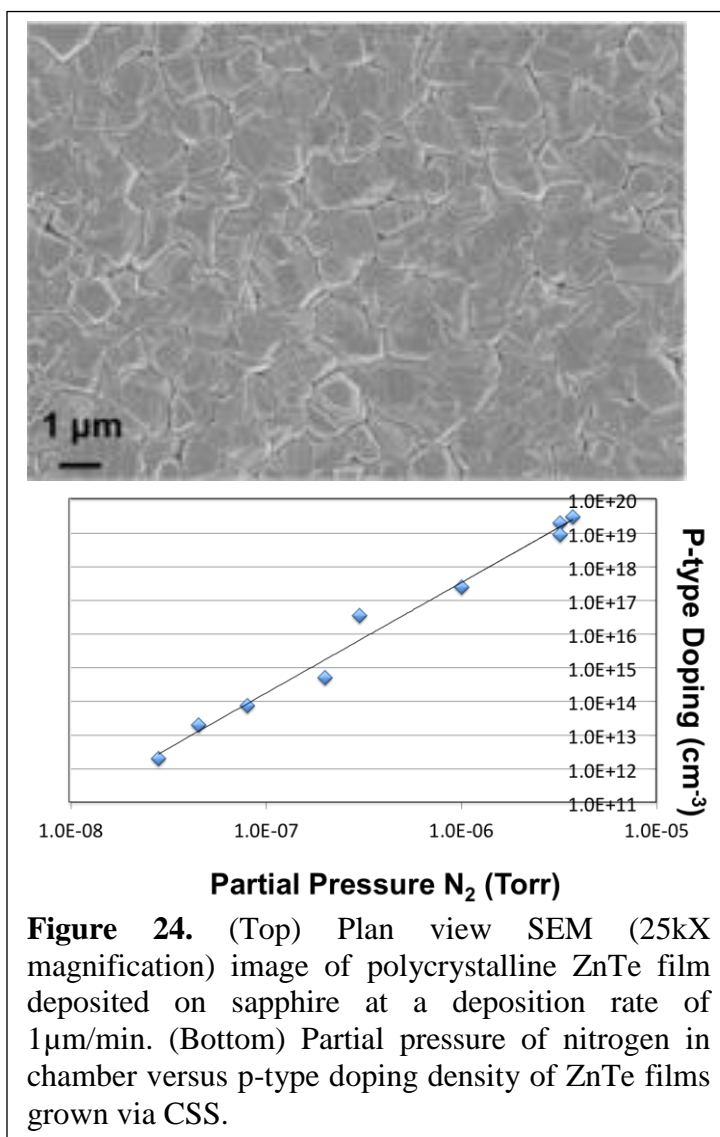 1 µm
1.0E+20
1.0E+19
1.0E+18
1.0E+17
1.0E+16
1.0E+15
1.0E+14
1.0E+13
1.0E+12
1.0E+11
P-type Doping (cm-3)
1.0E-08 1.0E-07 1.0E-06 1.0E-05
Partial Pressure N2 (Torr)
Figure 24. (Top) Plan view SEM (25kX
magnification) image of polycrystalline ZnTe film
deposited on sapphire at a deposition rate of
1µm/min. (Bottom) Partial pressure of nitrogen in
chamber versus p-type doping density of ZnTe films
grown via CSS.